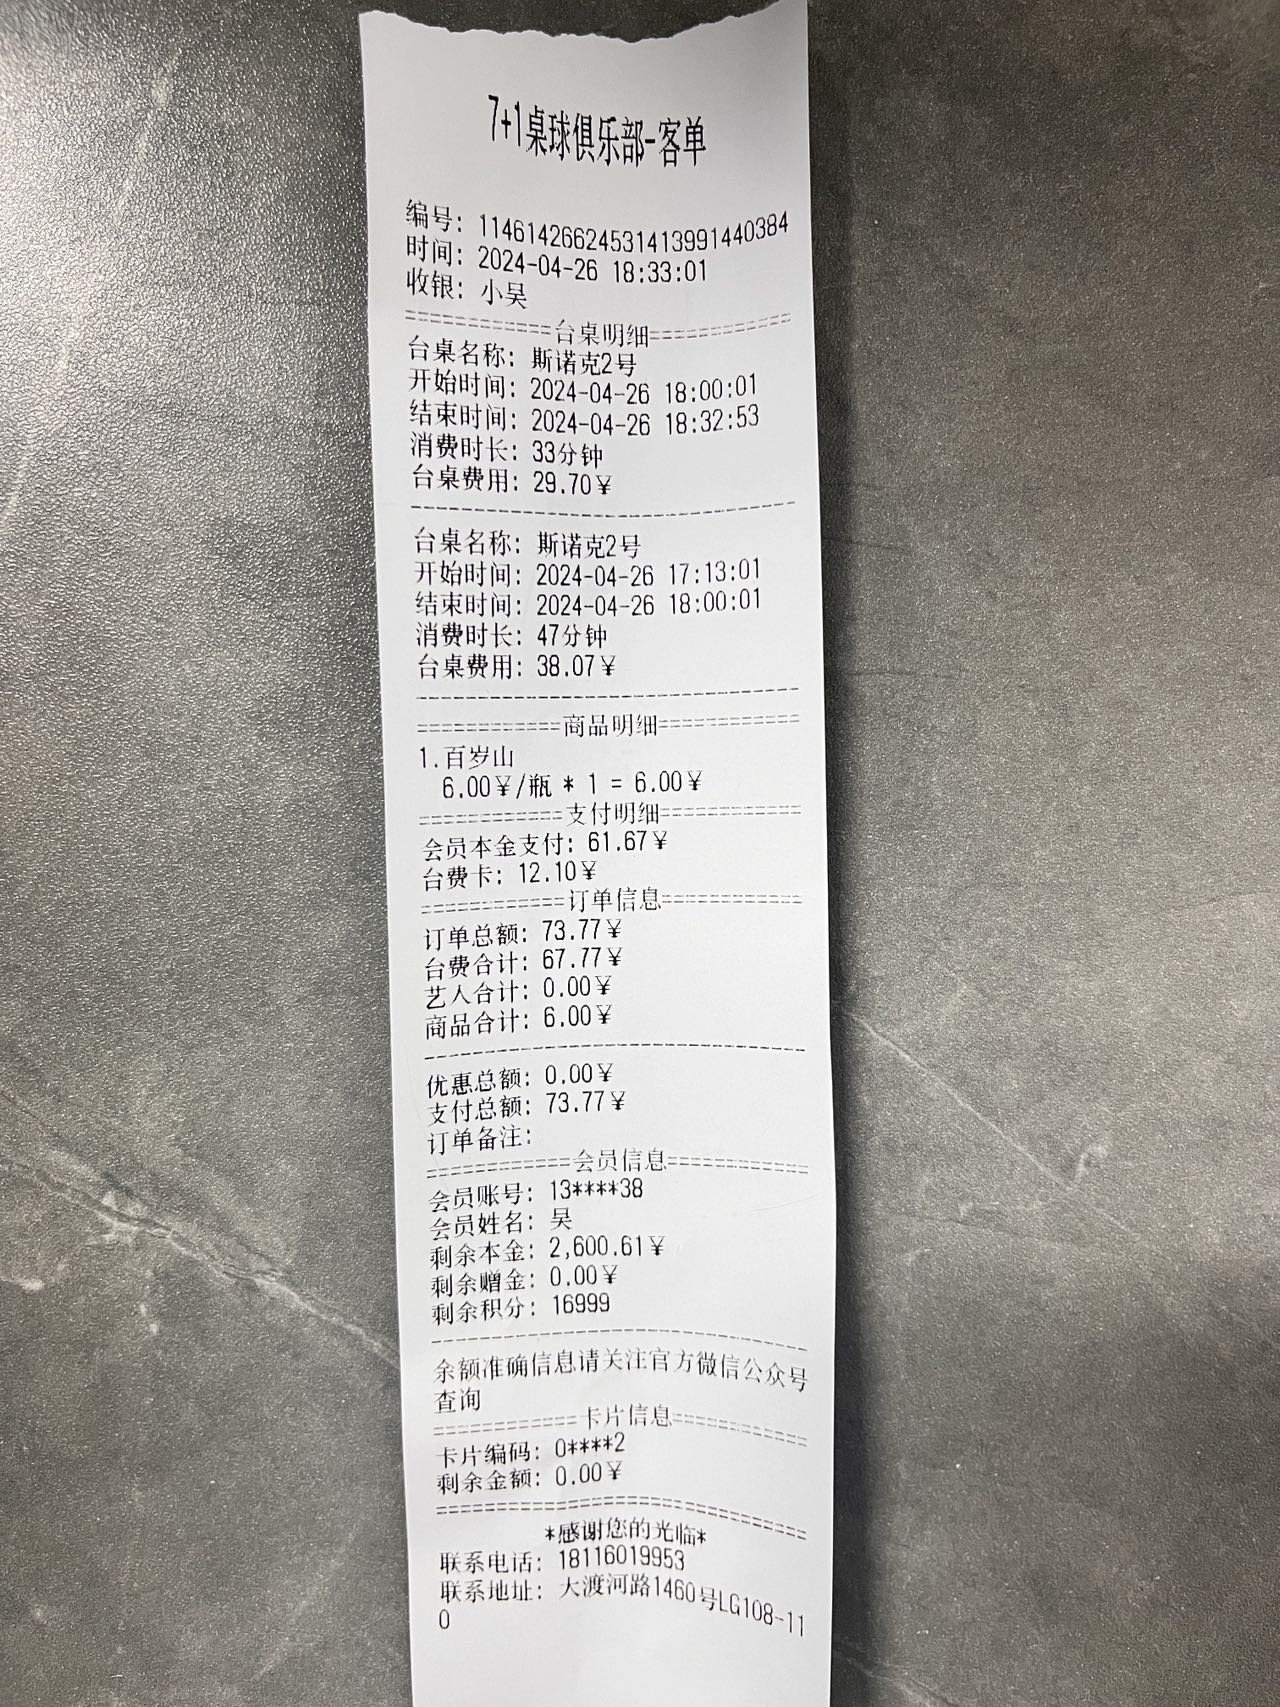 7+1桌球俱乐部-客单
编号: 11461426624531413991440384
时间: 2024-04-26 18:33:01
收银: 小吴
============台桌明细============
台桌名称: 斯诺克2号
开始时间: 2024-04-26 18:00:01
结束时间: 2024-04-26 18:32:53
消费时长: 33分钟
台桌费用: 29.70¥
--------------------------------
台桌名称: 斯诺克2号
开始时间: 2024-04-26 17:13:01
结束时间: 2024-04-26 18:00:01
消费时长: 47分钟
台桌费用: 38.07¥
--------------------------------
============商品明细============
1.百岁山
6.00¥/瓶 * 1 = 6.00¥
============支付明细============
会员本金支付: 61.67¥
台费卡: 12.10¥
============订单信息============
订单总额: 73.77¥
台费合计: 67.77¥
艺人合计: 0.00¥
商品合计: 6.00¥
--------------------------------
优惠总额: 0.00¥
支付总额: 73.77¥
订单备注:
============会员信息============
会员账号: 13****38
会员姓名: 吴
剩余本金: 2,600.61¥
剩余赠金: 0.00¥
剩余积分: 16999
--------------------------------
余额准确信息请关注官方微信公众号
查询
============卡片信息============
卡片编码: 0****2
剩余金额: 0.00¥
================================
*感谢您的光临*
联系电话: 18116019953
联系地址: 大渡河路1460号LG108-11
0